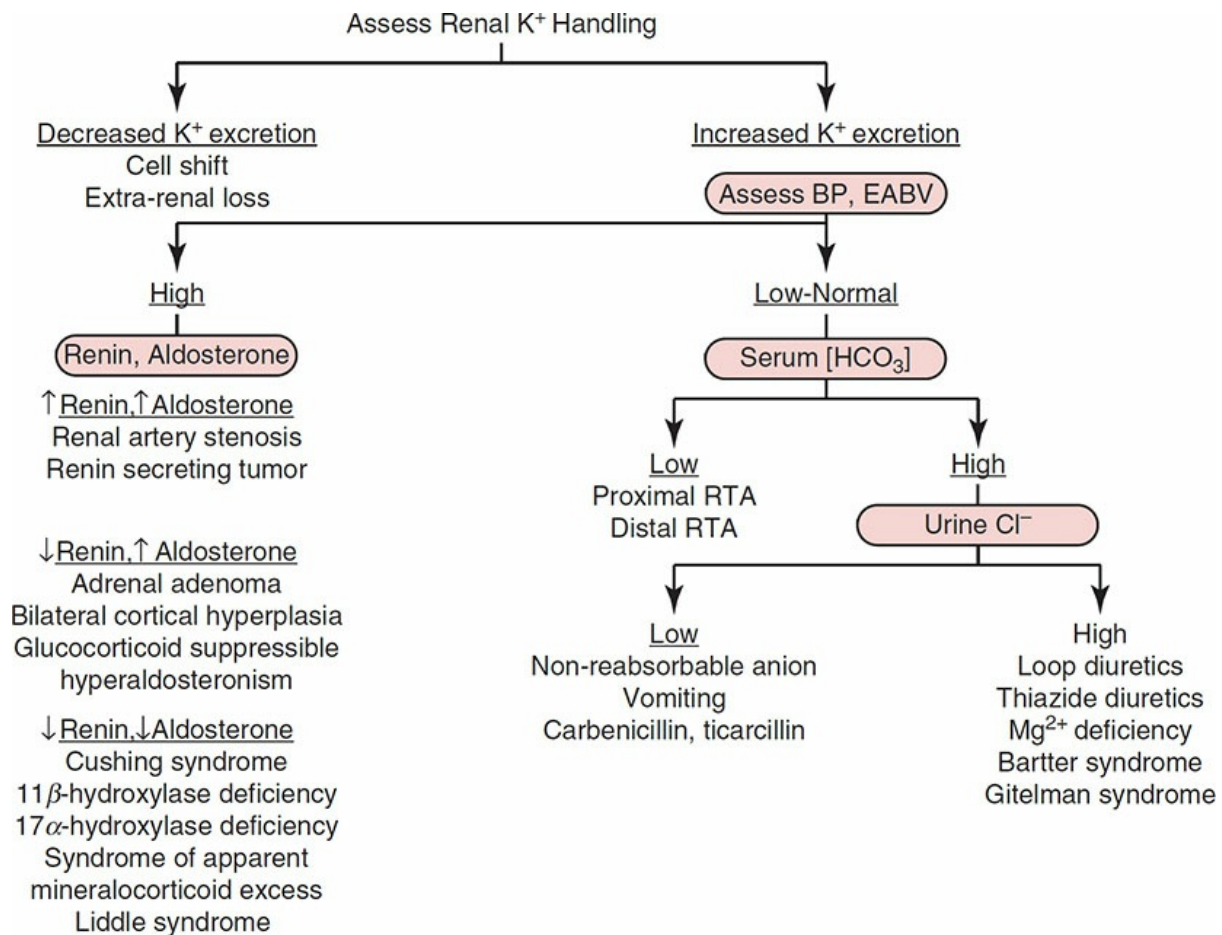 Assess Renal K⁺ Handling
Decreased K⁺ excretion
Cell shift
Extra-renal loss
Increased K⁺ excretion
Assess BP, EABV
High
Renin, Aldosterone
↑Renin,↑Aldosterone
Renal artery stenosis
Renin secreting tumor
↓Renin,↑ Aldosterone
Adrenal adenoma
Bilateral cortical hyperplasia
Glucocorticoid suppressible
hyperaldosteronism
↓Renin,↓Aldosterone
Cushing syndrome
11β-hydroxylase deficiency
17α-hydroxylase deficiency
Syndrome of apparent
mineralocorticoid excess
Liddle syndrome
Low-Normal
Serum [HCO₃]
Low
Proximal RTA
Distal RTA
High
Urine Cl⁻
Low
Non-reabsorbable anion
Vomiting
Carbenicillin, ticarcillin
High
Loop diuretics
Thiazide diuretics
Mg²⁺ deficiency
Bartter syndrome
Gitelman syndrome